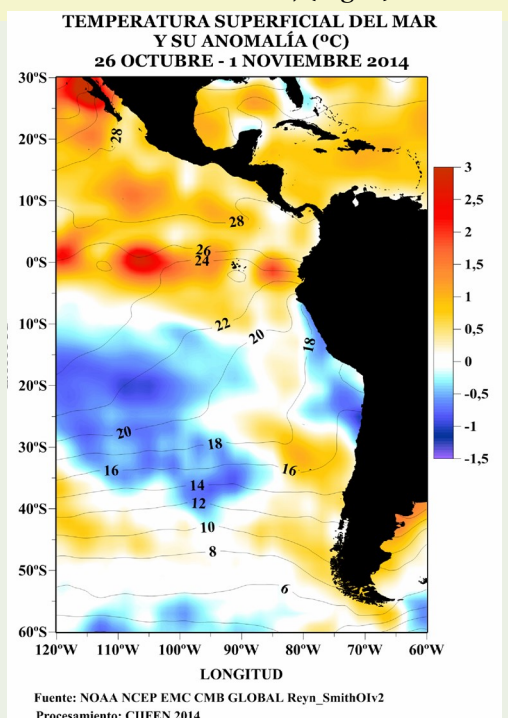 TEMPERATURA SUPERFICIAL DEL MAR
Y SU ANOMALÍA (ºC)
26 OCTUBRE - 1 NOVIEMBRE 2014
30ºS
20ºS
10ºS
0ºS
10ºS
20ºS
30ºS
40ºS
50ºS
60ºS
28
28
26
24
22
20
18
20
18
16
16
14
12
10
8
6
3
2,5
2
1,5
1
0,5
0
-0,5
-1
-1,5
120ºW 110ºW 100ºW 90ºW 80ºW 70ºW 60ºW
LONGITUD
Fuente: NOAA NCEP EMC CMB GLOBAL Reyn_SmithOIv2
Procesamiento: CIIFEN 2014